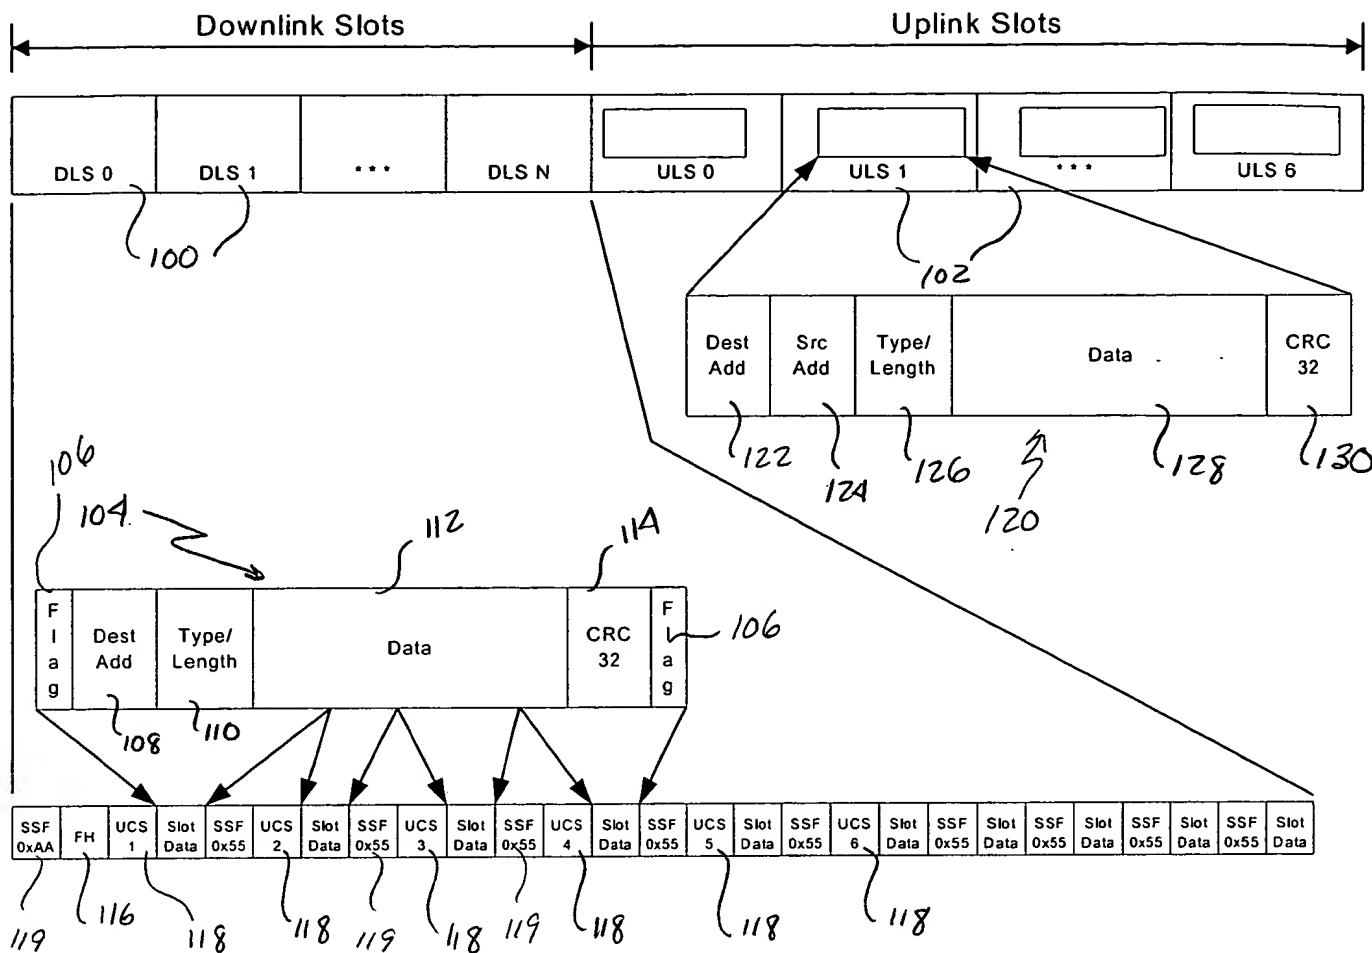 Downlink Slots Uplink Slots
DLS 0 DLS 1 *** DLS N ULS 0 ULS 1 *** ULS 6
100 102
Dest Add Src Add Type/ Length Data CRC 32
122 124 126 120 128 130
106 104 112 114
Flag Dest Add Type/ Length Data CRC 32 Flag 106
108 110
SSF 0xAA FH UCS 1 Slot Data SSF 0x55 UCS 2 Slot Data SSF 0x55 UCS 3 Slot Data SSF 0x55 UCS 4 Slot Data SSF 0x55 UCS 5 Slot Data SSF 0x55 UCS 6 Slot Data SSF 0x55 Slot Data SSF 0x55 Slot Data SSF 0x55 Slot Data SSF 0x55 Slot Data
119 116 118 118 119 118 119 118 118 118